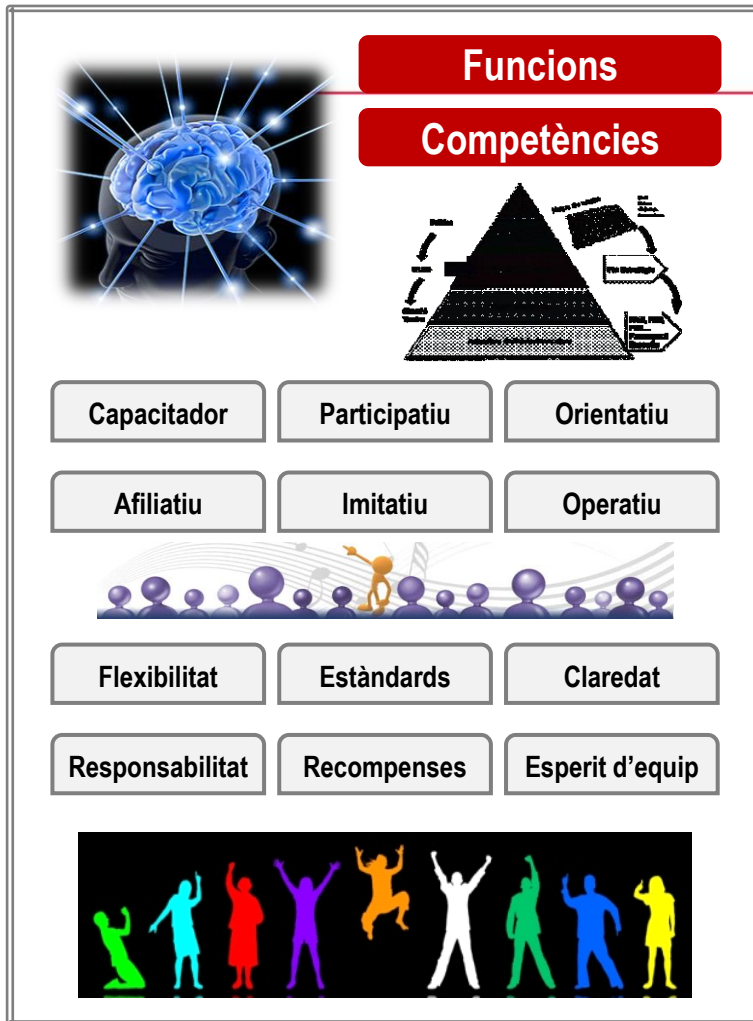 Funcions
Competències
Capacitador
Participatiu
Orientatiu
Afiliatiu
Imitatiu
Operatiu
Flexibilitat
Estàndards
Claredat
Responsabilitat
Recompenses
Esperit d’equip